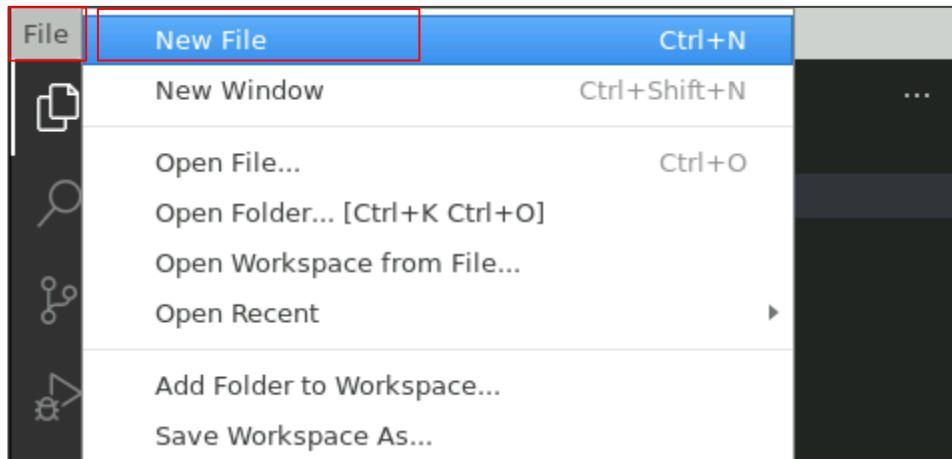 File
New File Ctrl+N
New Window Ctrl+Shift+N
...
Open File... Ctrl+O
Open Folder... [Ctrl+K Ctrl+O]
Open Workspace from File...
Open Recent
Add Folder to Workspace...
Save Workspace As...